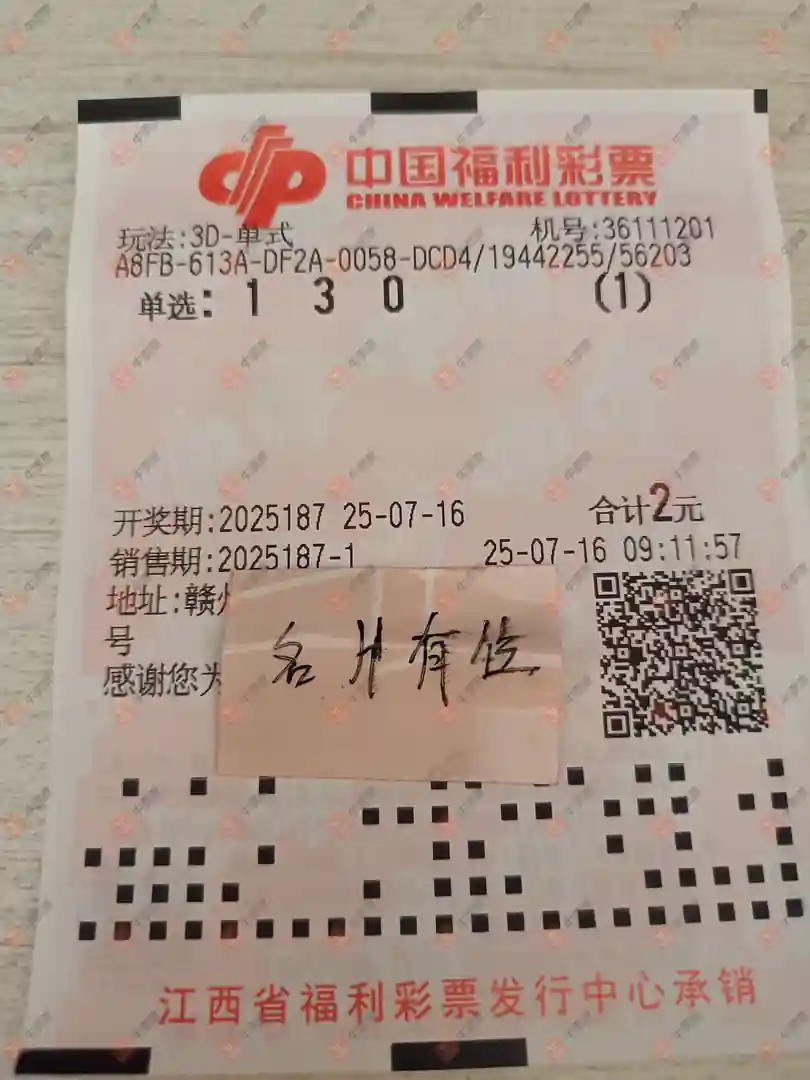 中国福利彩票
CHINA WELFARE LOTTERY
玩法:3D-单式 机号:36111201
A8FB-613A-DF2A-0058-DCD4/19442255/56203
单选: 1 3 0 (1)
开奖期:2025187 25-07-16 合计2元
销售期:2025187-1 25-07-16 09:11:57
地址:赣州
号
感谢您为
名片有位
江西省福利彩票发行中心承销